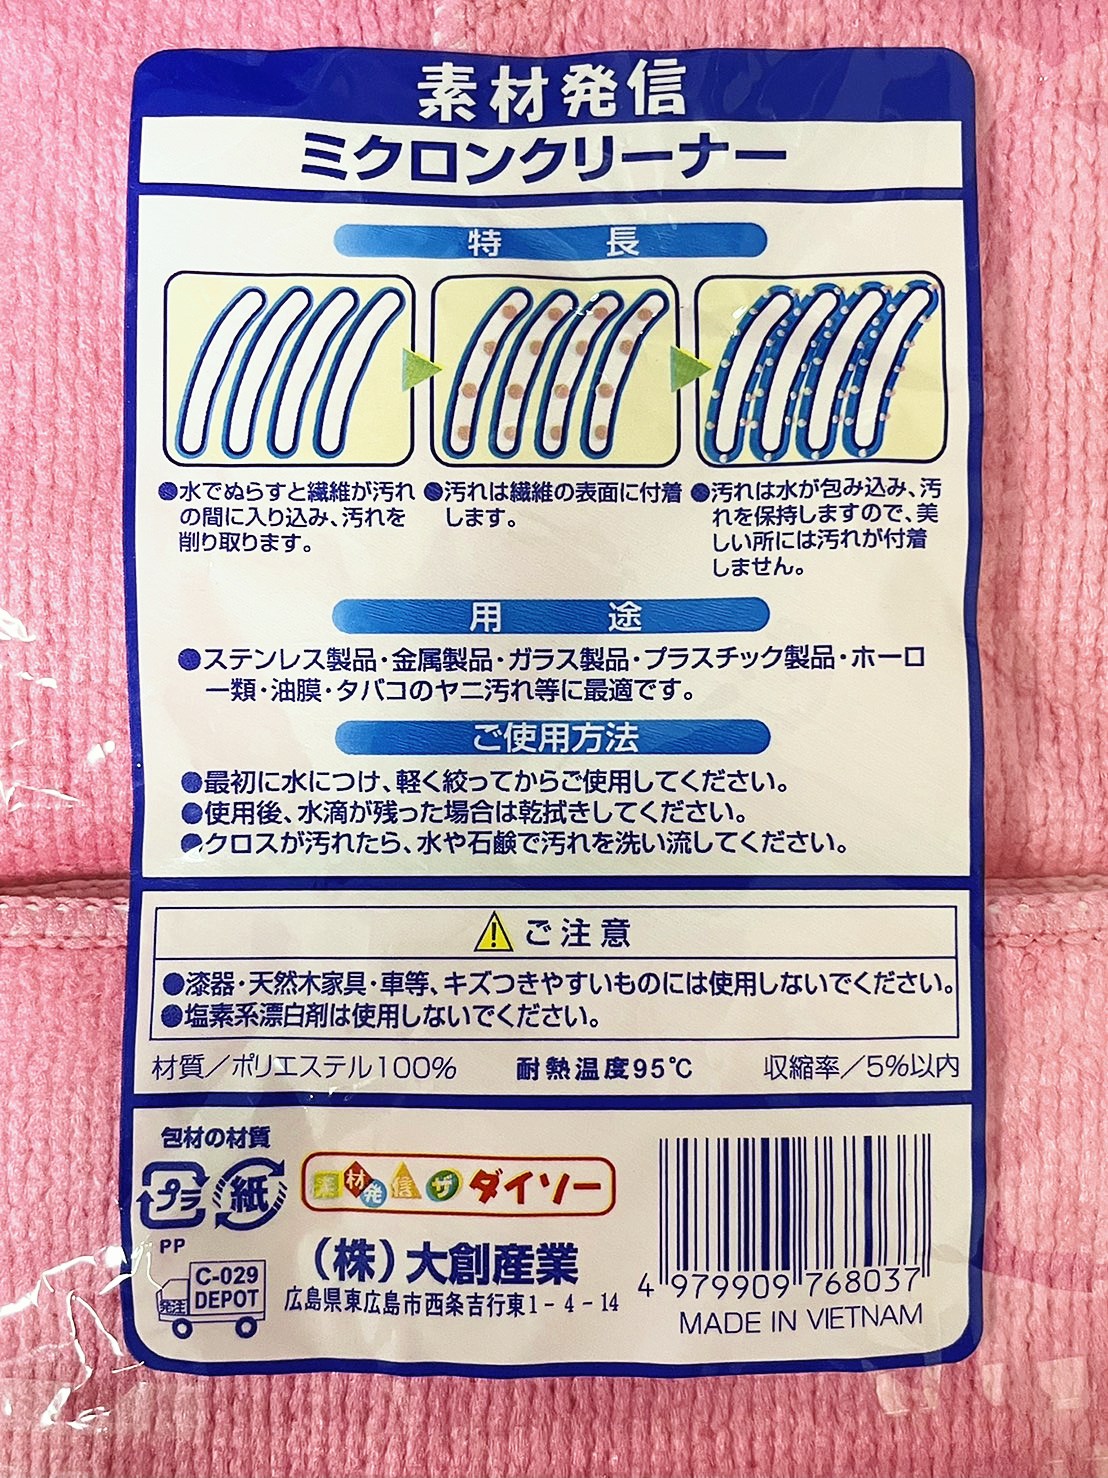 素材発信
ミクロンクリーナー
特長
●水でぬらすと繊維が汚れ
の間に入り込み、汚れを
削り取ります。
●汚れは繊維の表面に付着
します。
●汚れは水が包み込み、汚
れを保持しますので、美
しい所には汚れが付着
しません。
用途
●ステンレス製品・金属製品・ガラス製品・プラスチック製品・ホーロ
ー類・油膜・タバコのヤニ汚れ等に最適です。
ご使用方法
●最初に水につけ、軽く絞ってからご使用してください。
●使用後、水滴が残った場合は乾拭きしてください。
●クロスが汚れたら、水や石鹸で汚れを洗い流してください。
ご注意
●漆器・天然木家具・車等、キズつきやすいものには使用しないでください。
●塩素系漂白剤は使用しないでください。
材質／ポリエステル100% 耐熱温度95℃ 収縮率／5%以内
包材の材質
プラ 紙
PP
素材発信 ザ ダイソー
発注 C-029
DEPOT
(株)大創産業
広島県東広島市西条吉行東1-4-14
4 979909 768037
MADE IN VIETNAM